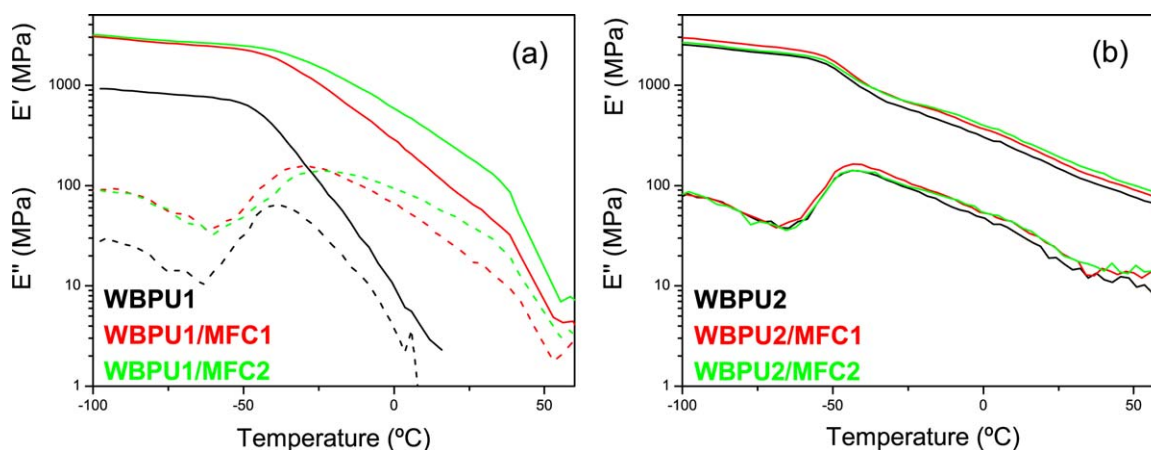 (a)
E' (MPa)
E'' (MPa)
1000
100
10
1
WBPU1
WBPU1/MFC1
WBPU1/MFC2
-100
-50
0
50
Temperature (ºC)
(b)
E' (MPa)
E'' (MPa)
1000
100
10
1
WBPU2
WBPU2/MFC1
WBPU2/MFC2
-100
-50
0
50
Temperature (ºC)